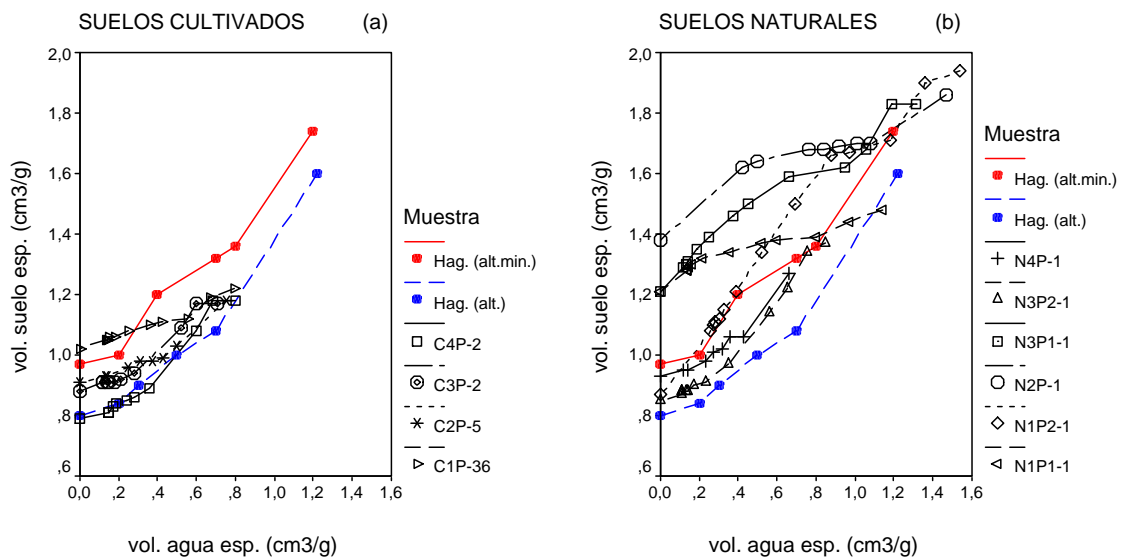 SUELOS CULTIVADOS (a)
vol. suelo esp. (cm3/g)
2,0
1,8
1,6
1,4
1,2
1,0
,8
,6
0,0 ,2 ,4 ,6 ,8 1,0 1,2 1,4 1,6
vol. agua esp. (cm3/g)
Muestra
Hag. (alt.min.)
Hag. (alt.)
C4P-2
C3P-2
C2P-5
C1P-36
SUELOS NATURALES (b)
vol. suelo esp. (cm3/g)
2,0
1,8
1,6
1,4
1,2
1,0
,8
,6
0,0 ,2 ,4 ,6 ,8 1,0 1,2 1,4 1,6
vol. agua esp. (cm3/g)
Muestra
Hag. (alt.min.)
Hag. (alt.)
N4P-1
N3P2-1
N3P1-1
N2P-1
N1P2-1
N1P1-1